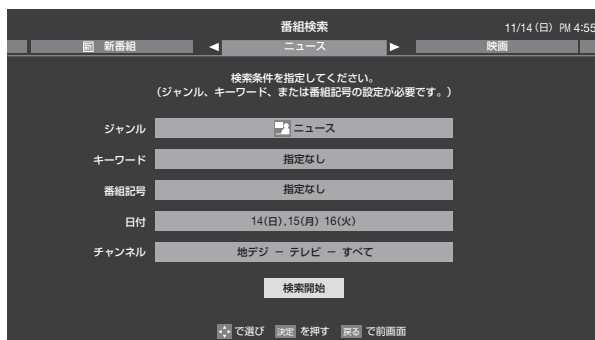 番組検索 11/14(日) PM 4:55
新 新番組 ◀ ニュース ▶ 映画
検索条件を指定してください。
(ジャンル、キーワード、または番組記号の設定が必要です。)
ジャンル ニュース
キーワード 指定なし
番組記号 指定なし
日付 14(日),15(月) 16(火)
チャンネル 地デジ － テレビ － すべて
検索開始
で選び 決定 を押す 戻る で前画面